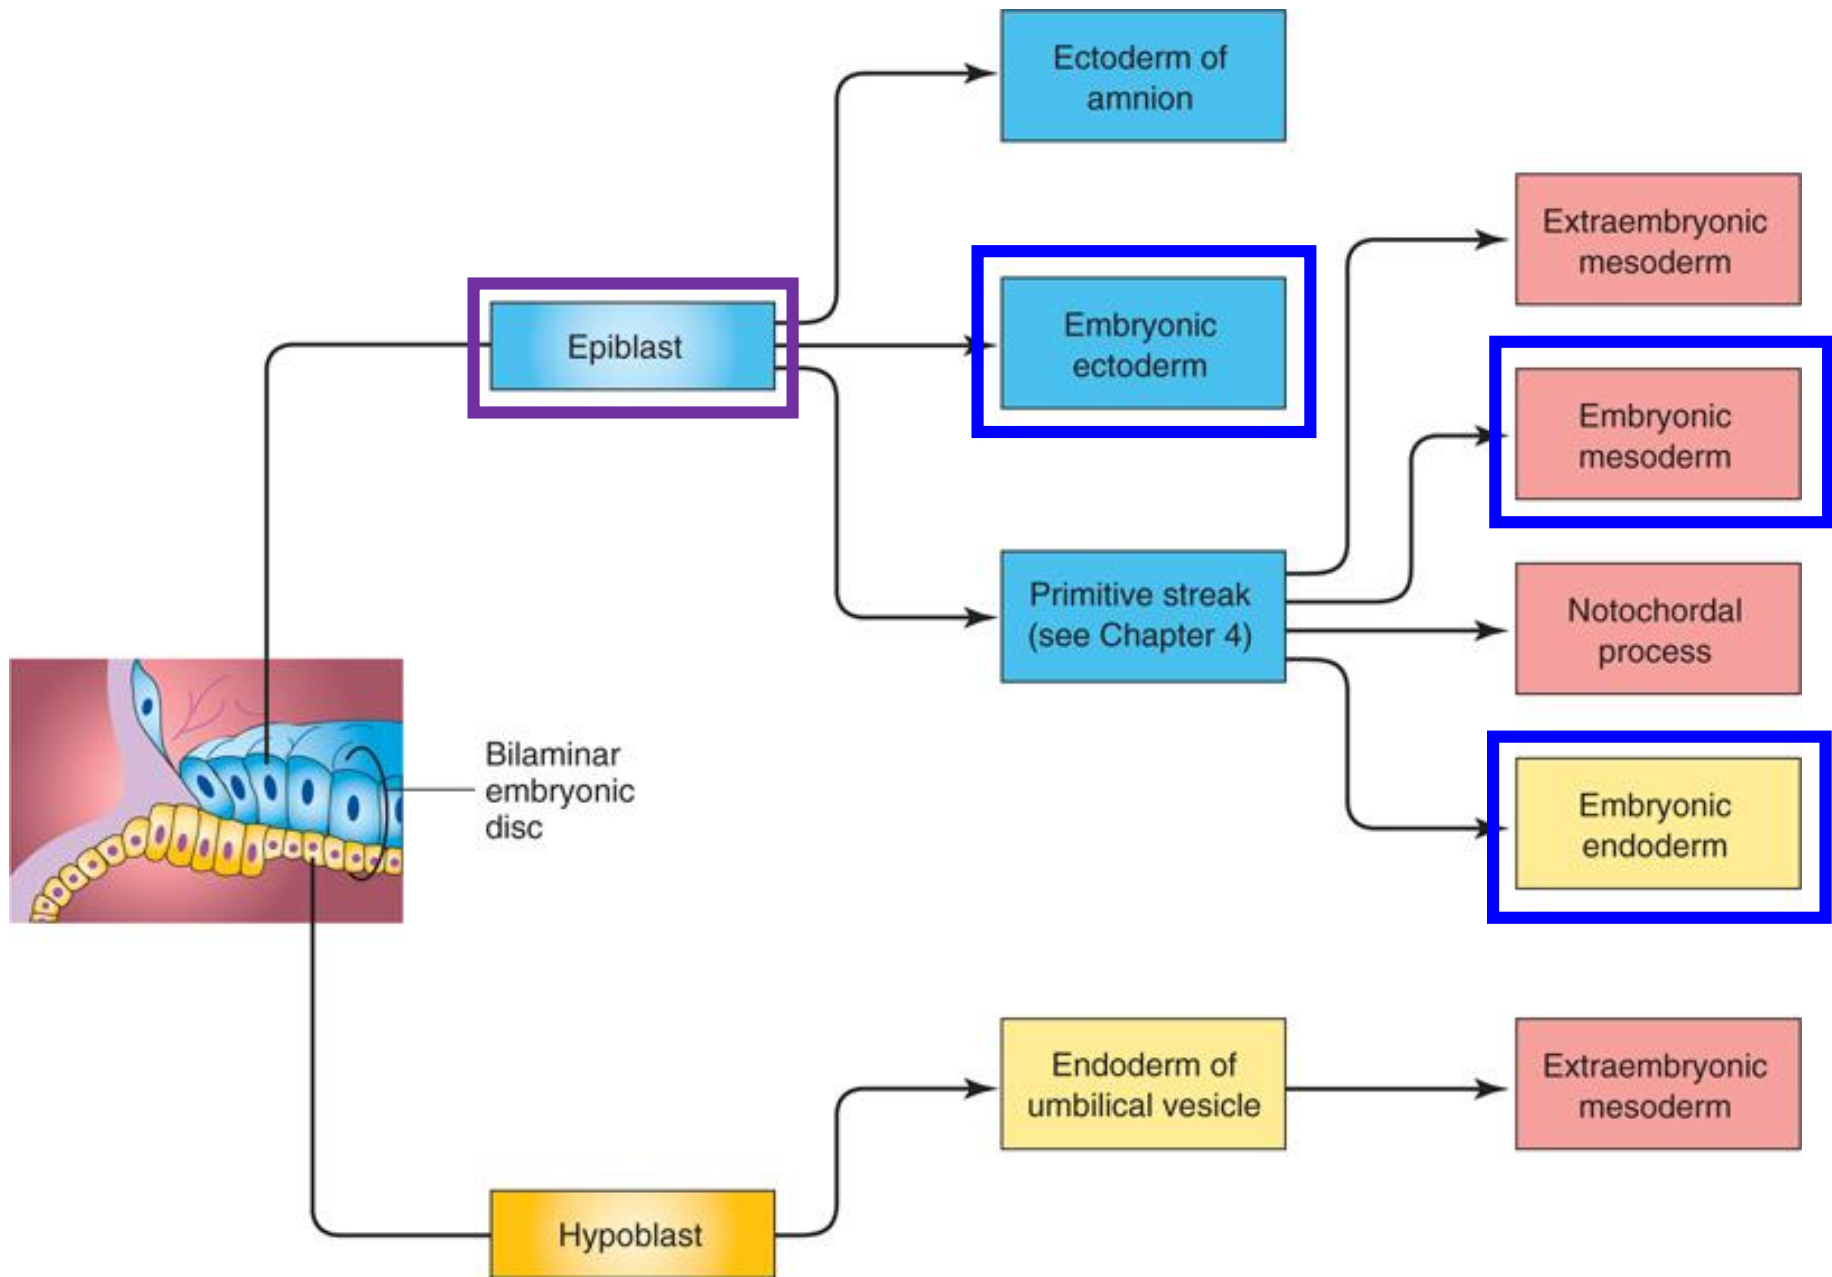 Ectoderm of
amnion
Extraembryonic
mesoderm
Epiblast
Embryonic
ectoderm
Embryonic
mesoderm
Primitive streak
(see Chapter 4)
Notochordal
process
Bilaminar
embryonic
disc
Embryonic
endoderm
Endoderm of
umbilical vesicle
Extraembryonic
mesoderm
Hypoblast